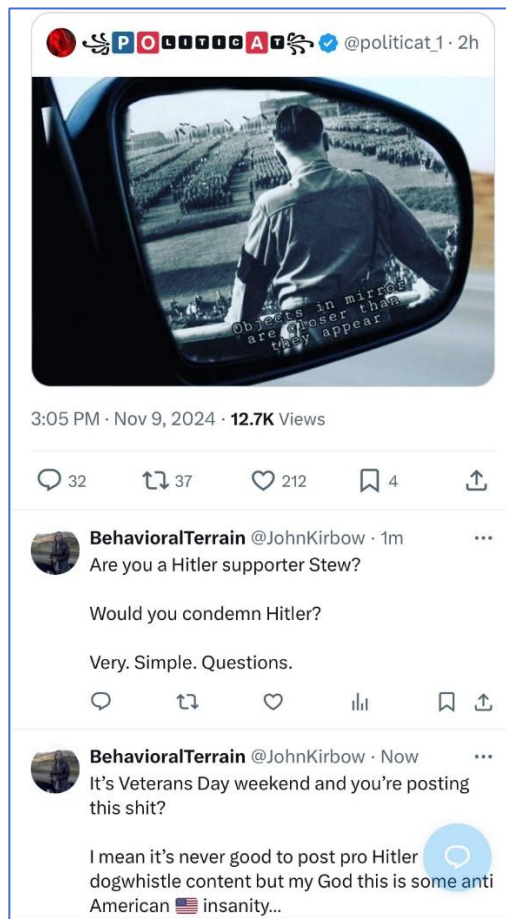 ꧁🅿🅾🅻🅸🆃🅸🅲🅰🆃꧂ @politicat_1 · 2h
Objects in mirror
are closer than
they appear
3:05 PM · Nov 9, 2024 · 12.7K Views
32 37 212 4
BehavioralTerrain @JohnKirbow · 1m
Are you a Hitler supporter Stew?
Would you condemn Hitler?
Very. Simple. Questions.
BehavioralTerrain @JohnKirbow · Now
It’s Veterans Day weekend and you’re posting
this shit?
I mean it’s never good to post pro Hitler
dogwhistle content but my God this is some anti
American 🇺🇸 insanity...